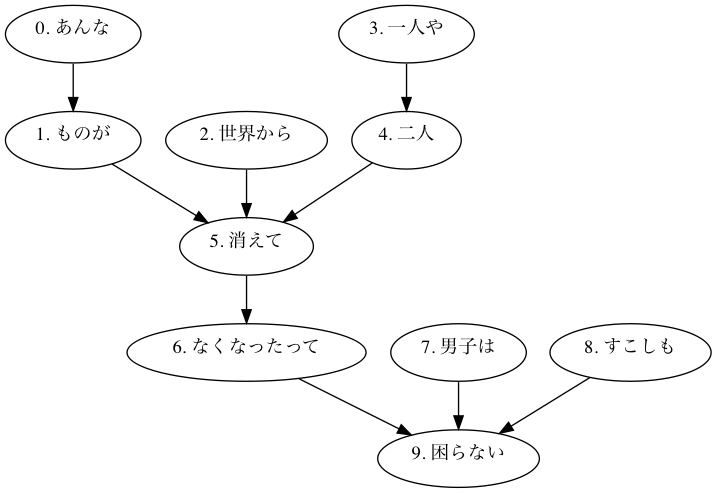 0. あんな
3. 一人や
1. ものが
2. 世界から
4. 二人
5. 消えて
6. なくなったって
7. 男子は
8. すこしも
9. 困らない